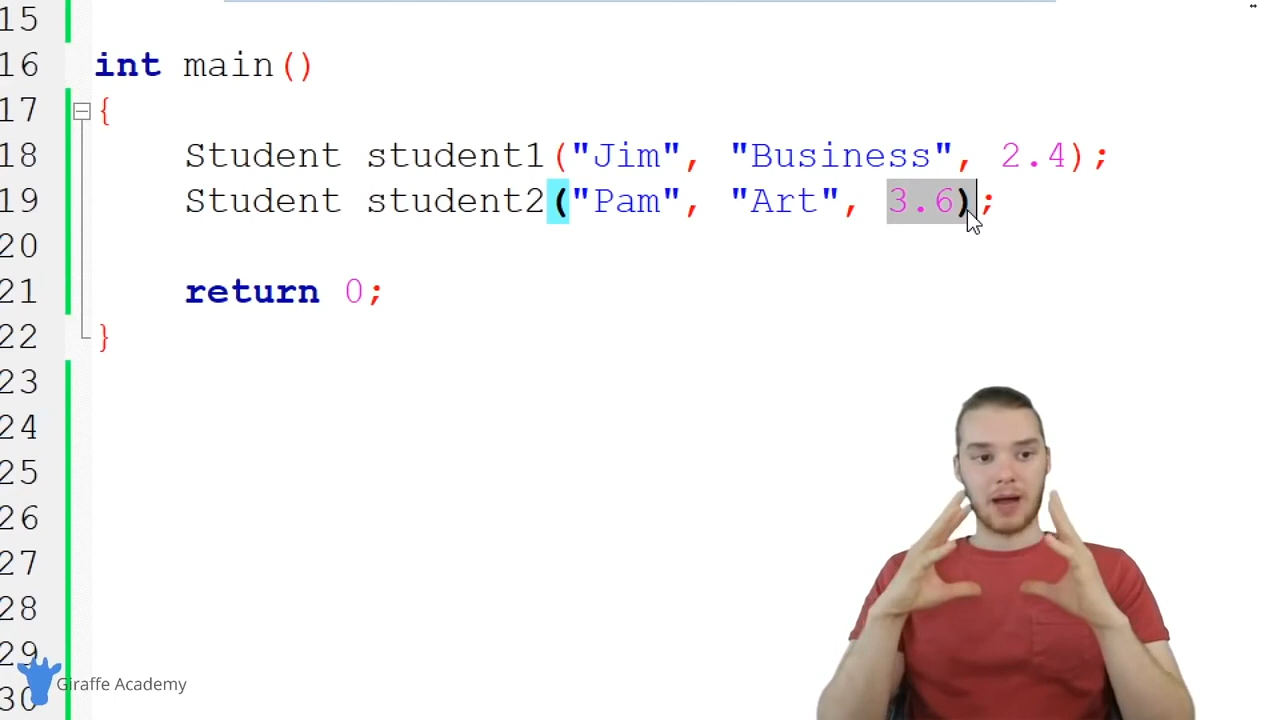 15
16 int main()
17 {
18 Student student1("Jim", "Business", 2.4);
19 Student student2("Pam", "Art", 3.6);
20
21 return 0;
22 }
23
24
25
26
27
28
29
30
Giraffe Academy